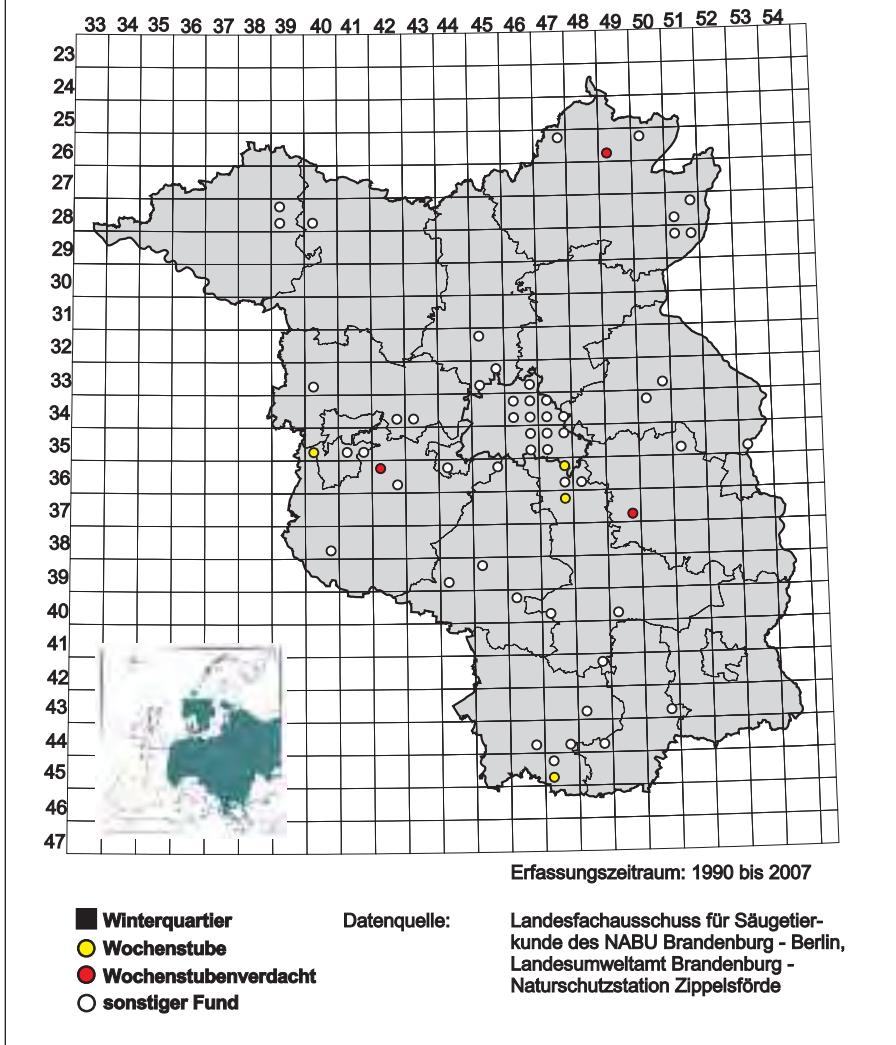 33 34 35 36 37 38 39 40 41 42 43 44 45 46 47 48 49 50 51 52 53 54
23
24
25
26
27
28
29
30
31
32
33
34
35
36
37
38
39
40
41
42
43
44
45
46
47
Erfassungszeitraum: 1990 bis 2007
Winterquartier
Wochenstube
Wochenstubenverdacht
sonstiger Fund
Datenquelle:
Landesfachausschuss für Säugetier-
kunde des NABU Brandenburg - Berlin,
Landesumweltamt Brandenburg -
Naturschutzstation Zippelsförde